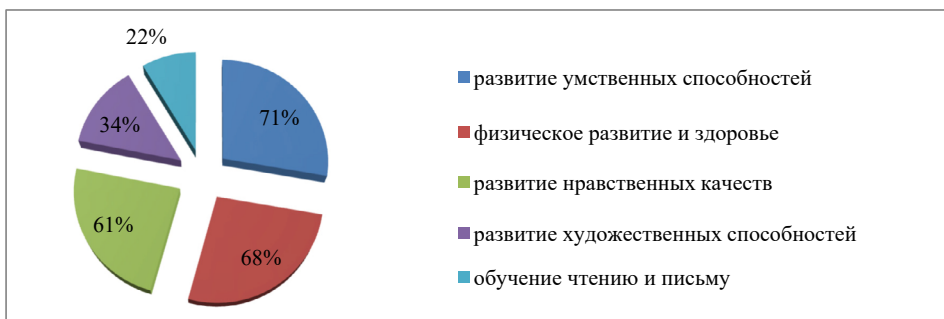 22%
71%
34%
61%
68%
развитие умственных способностей
физическое развитие и здоровье
развитие нравственных качеств
развитие художественных способностей
обучение чтению и письму